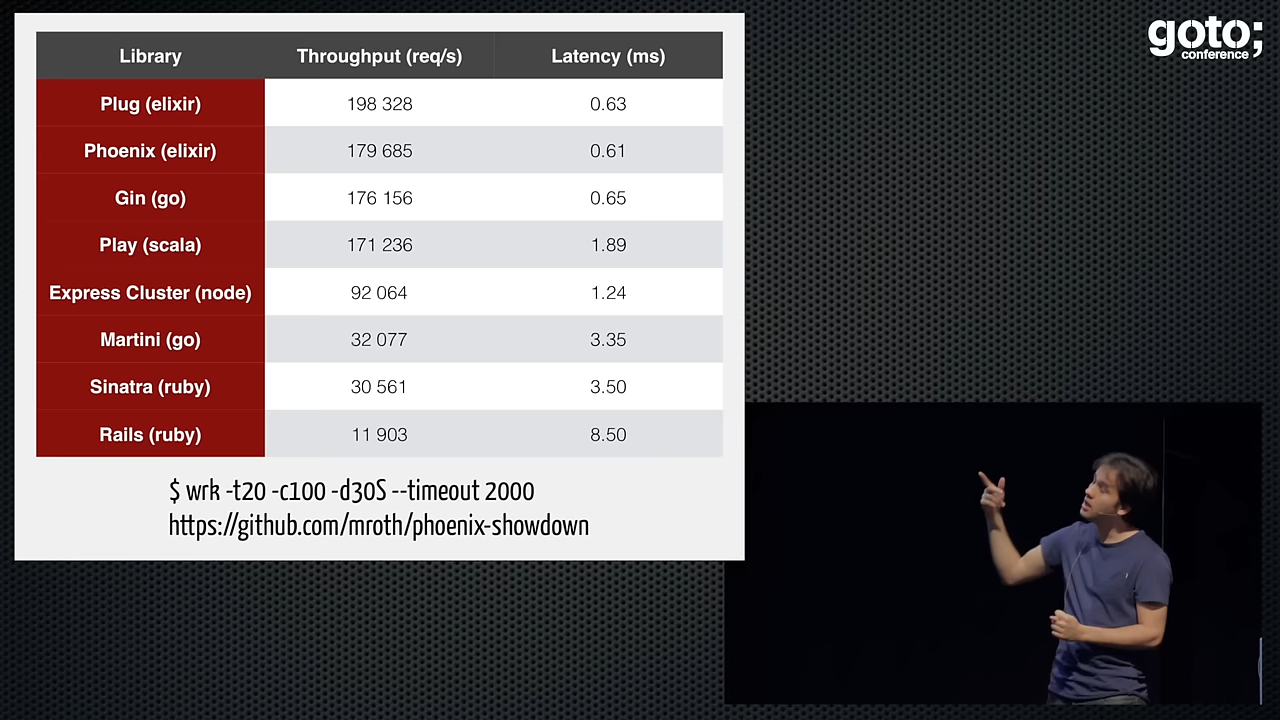 goto;
conference
Library Throughput (req/s) Latency (ms)
Plug (elixir) 198 328 0.63
Phoenix (elixir) 179 685 0.61
Gin (go) 176 156 0.65
Play (scala) 171 236 1.89
Express Cluster (node) 92 064 1.24
Martini (go) 32 077 3.35
Sinatra (ruby) 30 561 3.50
Rails (ruby) 11 903 8.50
$ wrk -t20 -c100 -d30S --timeout 2000
https://github.com/mroth/phoenix-showdown